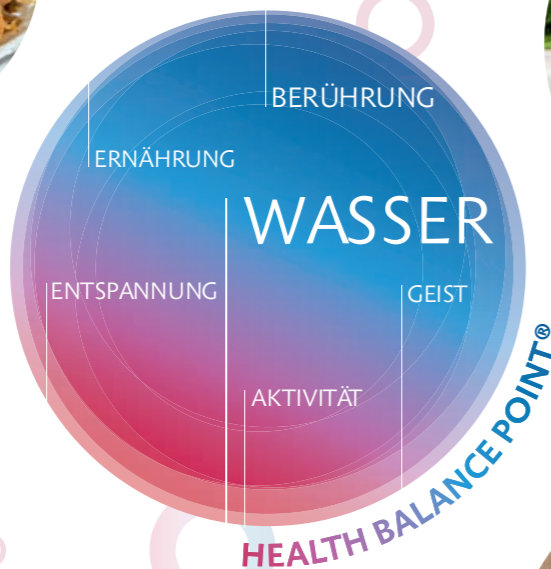 BERÜHRUNG
ERNÄHRUNG
WASSER
ENTSPANNUNG
GEIST
AKTIVITÄT
HEALTH BALANCE POINT®